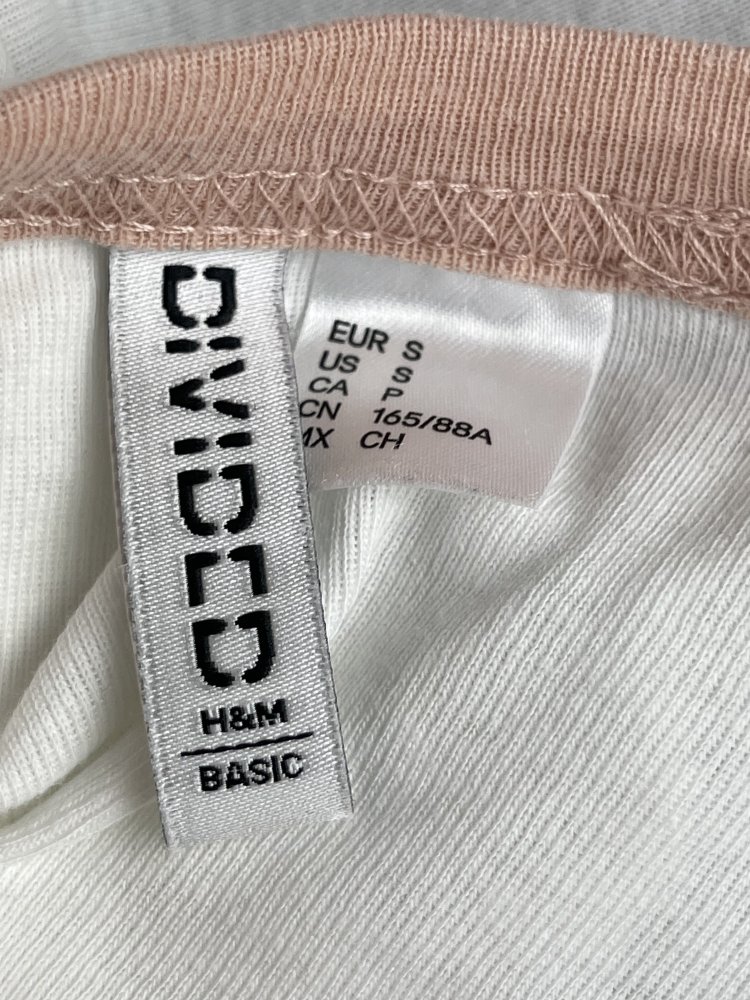 DIVIDED
H&M
BASIC
EUR S
US S
CA P
CN 165/88A
MX CH